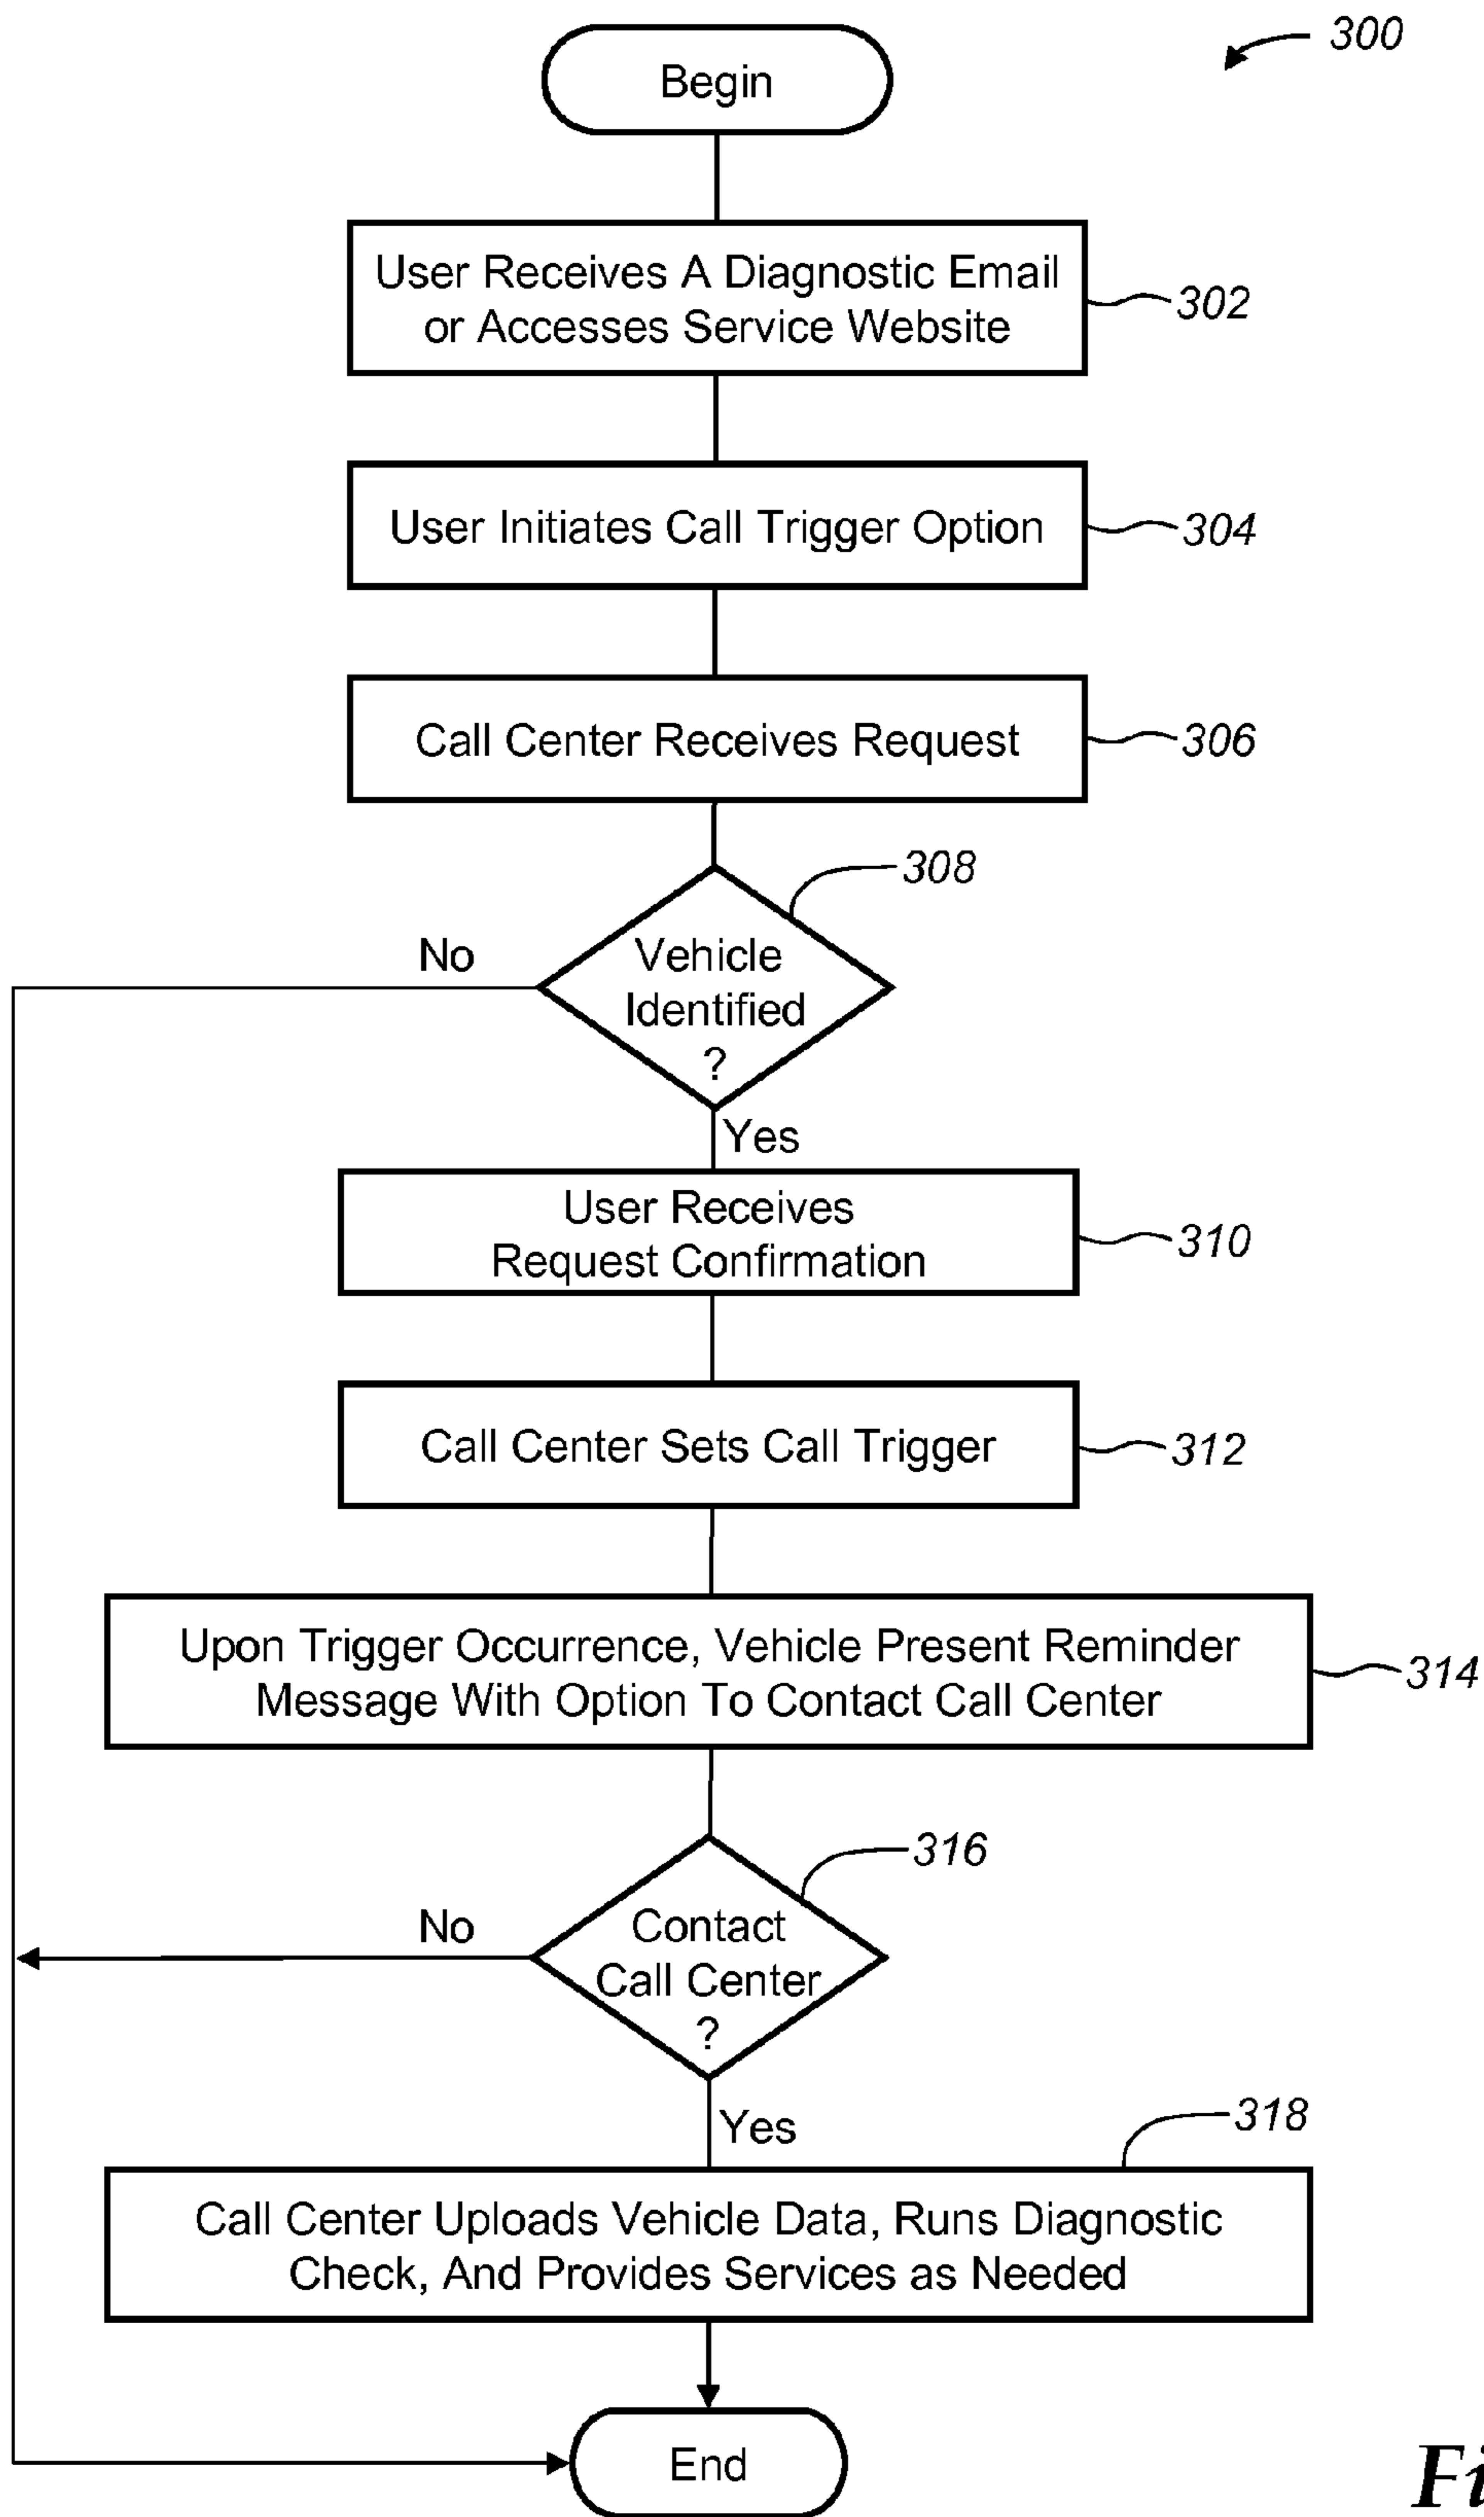 300
Begin
User Receives A Diagnostic Email
or Accesses Service Website
302
User Initiates Call Trigger Option
304
Call Center Receives Request
306
308
No
Vehicle
Identified
?
Yes
User Receives
Request Confirmation
310
Call Center Sets Call Trigger
312
Upon Trigger Occurrence, Vehicle Present Reminder
Message With Option To Contact Call Center
314
316
No
Contact
Call Center
?
Yes
318
Call Center Uploads Vehicle Data, Runs Diagnostic
Check, And Provides Services as Needed
End